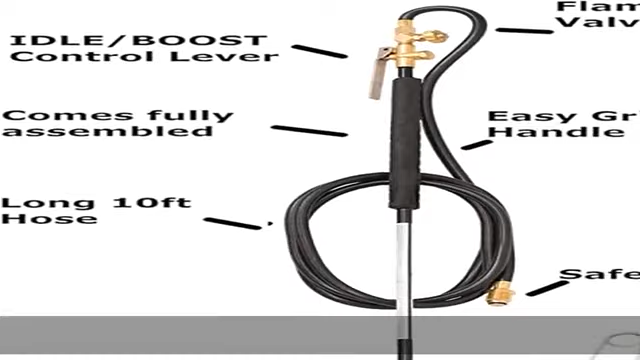 IDLE/BOOST
Control Lever
Comes fully
assembled
Long 10ft
Hose
Easy
Handle